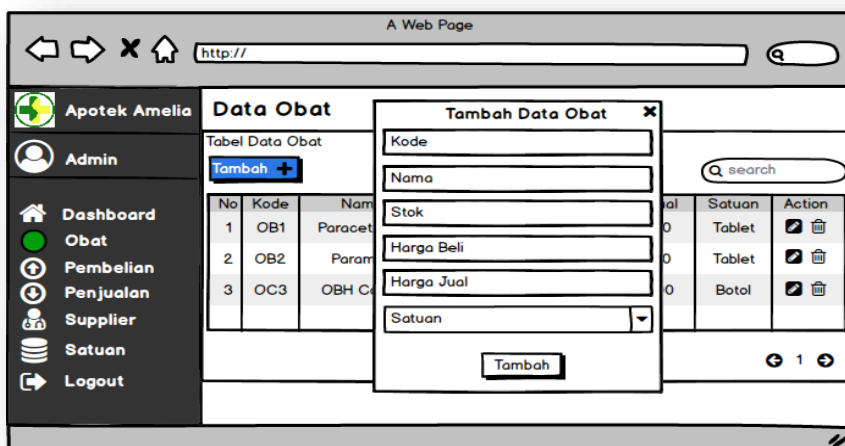 A Web Page
http://
Apotek Amelia
Admin
Dashboard
Obat
Pembelian
Penjualan
Supplier
Satuan
Logout
Data Obat
Tabel Data Obat
Tambah
search
No Kode Satuan Action
1 OB1 Tablet
2 OB2 Tablet
3 OC3 OBH Botol
1
Tambah Data Obat
Kode
Nama
Stok
Harga Beli
Harga Jual
Satuan
Tambah